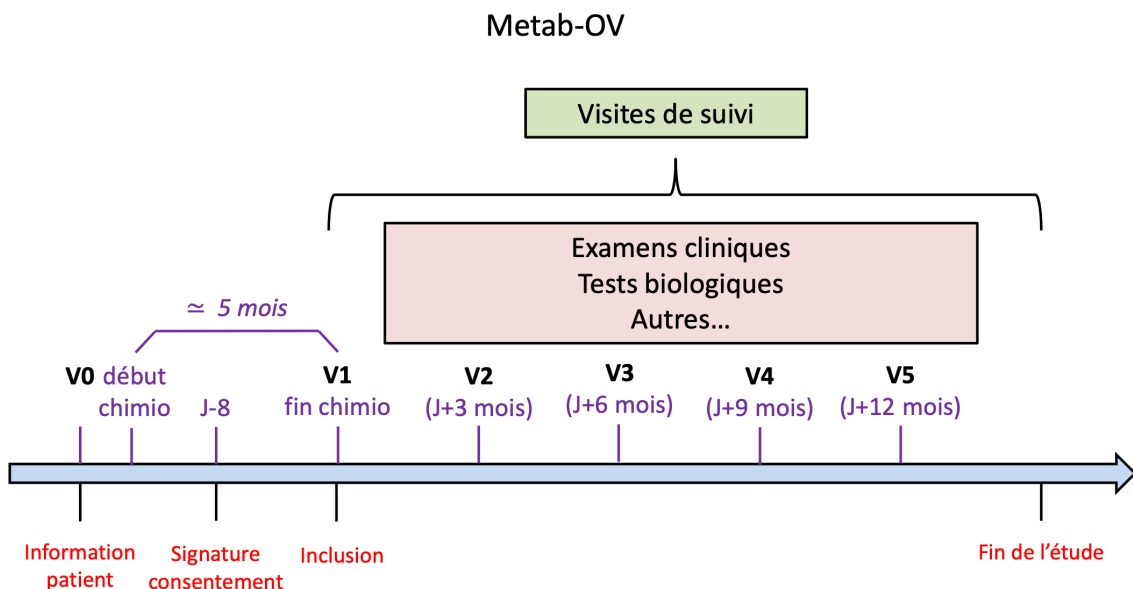 Metab-OV
Visites de suivi
Examens cliniques
Tests biologiques
Autres…
≃ 5 mois
V0
début
chimio
J-8
V1
fin chimio
V2
(J+3 mois)
V3
(J+6 mois)
V4
(J+9 mois)
V5
(J+12 mois)
Information
patient
Signature
consentement
Inclusion
Fin de l’étude